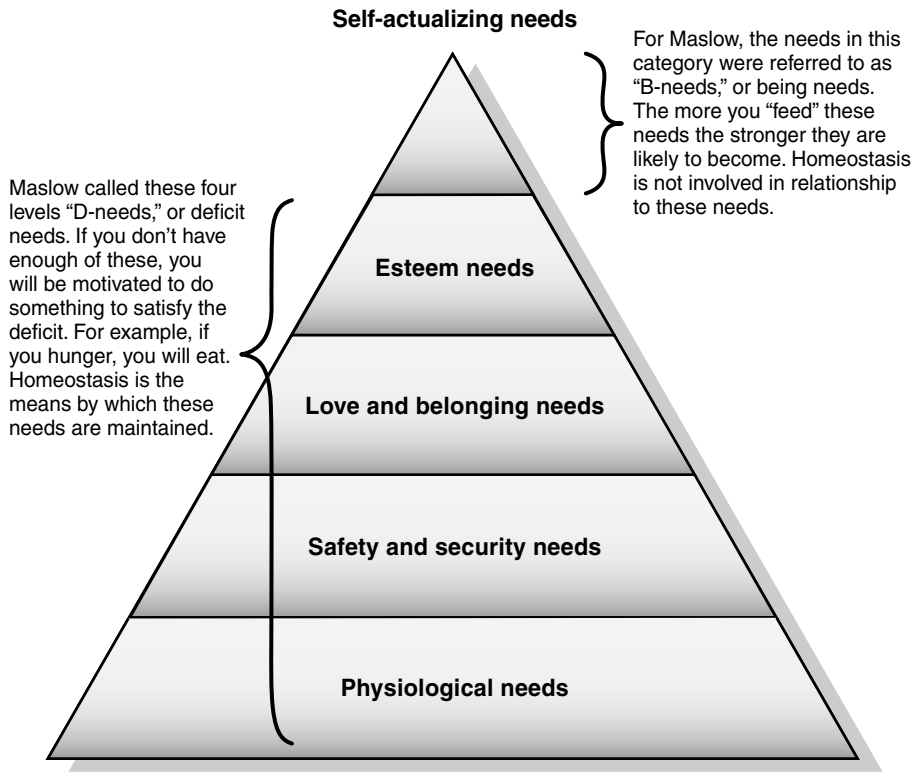 Self-actualizing needs
For Maslow, the needs in this
category were referred to as
“B-needs,” or being needs.
The more you “feed” these
needs the stronger they are
likely to become. Homeostasis
is not involved in relationship
to these needs.
Maslow called these four
levels “D-needs,” or deficit
needs. If you don’t have
enough of these, you
will be motivated to do
something to satisfy the
deficit. For example, if
you hunger, you will eat.
Homeostasis is the
means by which these
needs are maintained.
Esteem needs
Love and belonging needs
Safety and security needs
Physiological needs